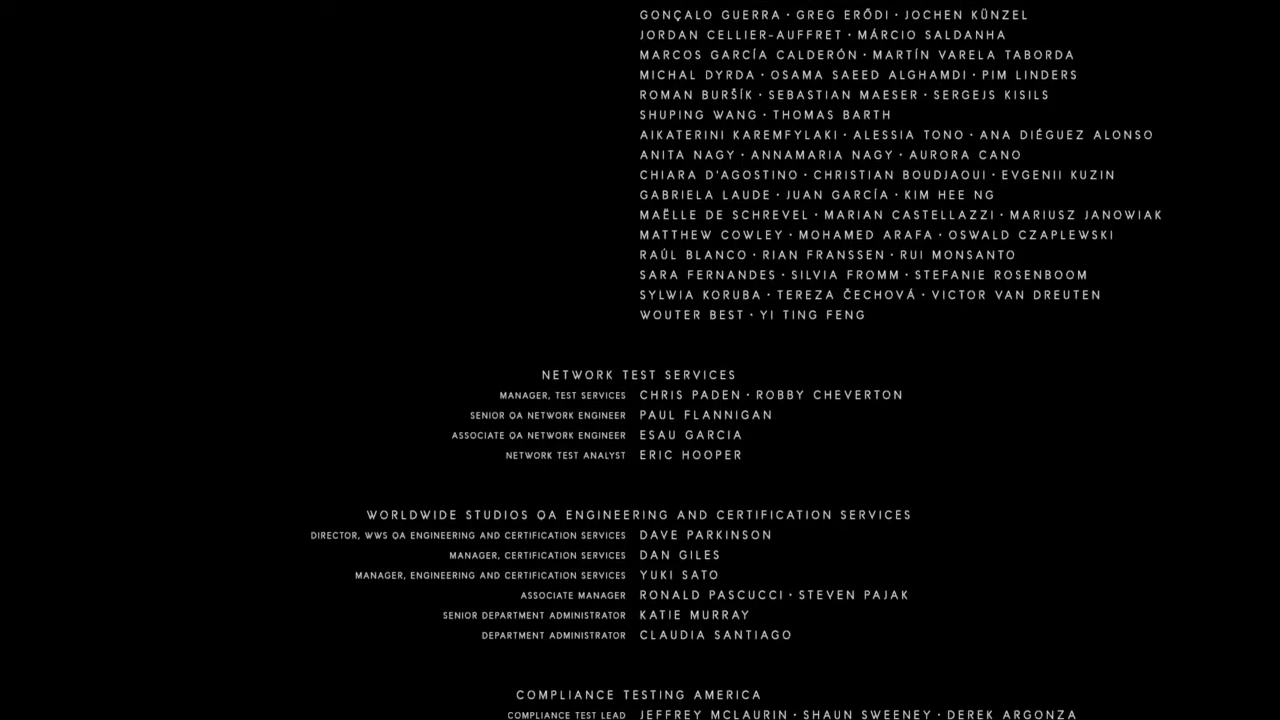 GONÇALO GUERRA • GREG ERŐDI • JOCHEN KÜNZEL
JORDAN CELLIER-AUFFRET • MÁRCIO SALDANHA
MARCOS GARCÍA CALDERÓN • MARTÍN VARELA TABORDA
MICHAL DYRDA • OSAMA SAEED ALGHAMDI • PIM LINDERS
ROMAN BURŠÍK • SEBASTIAN MAESER • SERGEJS KISILS
SHUPING WANG • THOMAS BARTH
AIKATERINI KAREMFYLAKI • ALESSIA TONO • ANA DIÉGUEZ ALONSO
ANITA NAGY • ANNAMARIA NAGY • AURORA CANO
CHIARA D'AGOSTINO • CHRISTIAN BOUDJAOUI • EVGENII KUZIN
GABRIELA LAUDE • JUAN GARCÍA • KIM HEE NG
MAËLLE DE SCHREVEL • MARIAN CASTELLAZZI • MARIUSZ JANOWIAK
MATTHEW COWLEY • MOHAMED ARAFA • OSWALD CZAPLEWSKI
RAÚL BLANCO • RIAN FRANSSEN • RUI MONSANTO
SARA FERNANDES • SILVIA FROMM • STEFANIE ROSENBOOM
SYLWIA KORUBA • TEREZA ČECHOVÁ • VICTOR VAN DREUTEN
WOUTER BEST • YI TING FENG
NETWORK TEST SERVICES
MANAGER, TEST SERVICES CHRIS PADEN • ROBBY CHEVERTON
SENIOR QA NETWORK ENGINEER PAUL FLANNIGAN
ASSOCIATE QA NETWORK ENGINEER ESAU GARCIA
NETWORK TEST ANALYST ERIC HOOPER
WORLDWIDE STUDIOS QA ENGINEERING AND CERTIFICATION SERVICES
DIRECTOR, WWS QA ENGINEERING AND CERTIFICATION SERVICES DAVE PARKINSON
MANAGER, CERTIFICATION SERVICES DAN GILES
MANAGER, ENGINEERING AND CERTIFICATION SERVICES YUKI SATO
ASSOCIATE MANAGER RONALD PASCUCCI • STEVEN PAJAK
SENIOR DEPARTMENT ADMINISTRATOR KATIE MURRAY
DEPARTMENT ADMINISTRATOR CLAUDIA SANTIAGO
COMPLIANCE TESTING AMERICA
COMPLIANCE TEST LEAD JEFFREY MCLAURIN • SHAUN SWEENEY • DEREK ARGONZA